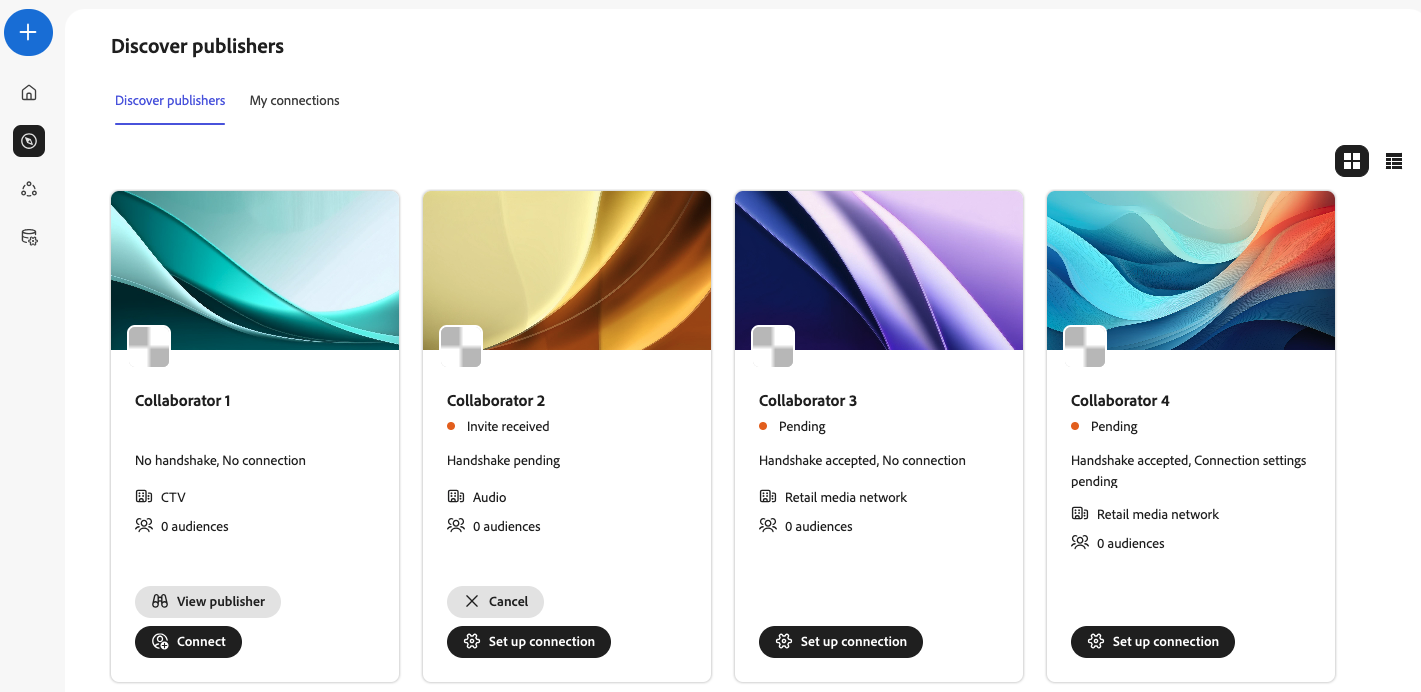 Discover publishers
Discover publishers
My connections
Collaborator 1
No handshake, No connection
CTV
0 audiences
View publisher
Connect
Collaborator 2
Invite received
Handshake pending
Audio
0 audiences
Cancel
Set up connection
Collaborator 3
Pending
Handshake accepted, No connection
Retail media network
0 audiences
Set up connection
Collaborator 4
Pending
Handshake accepted, Connection settings
pending
Retail media network
0 audiences
Set up connection